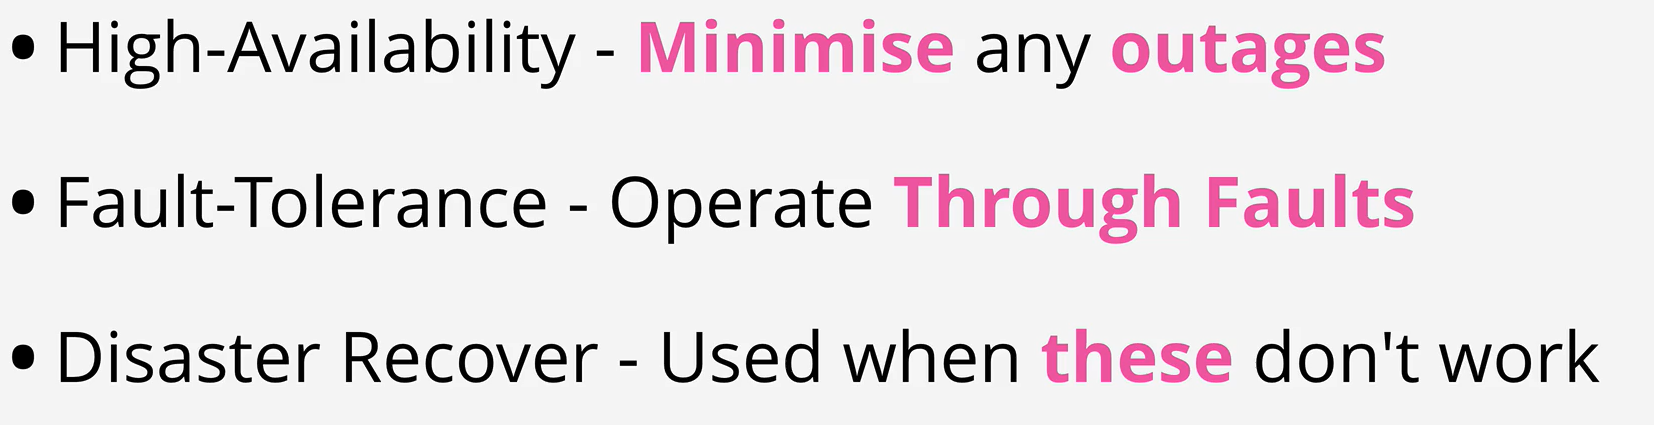 • High-Availability - Minimise any outages
• Fault-Tolerance - Operate Through Faults
• Disaster Recover - Used when these don't work